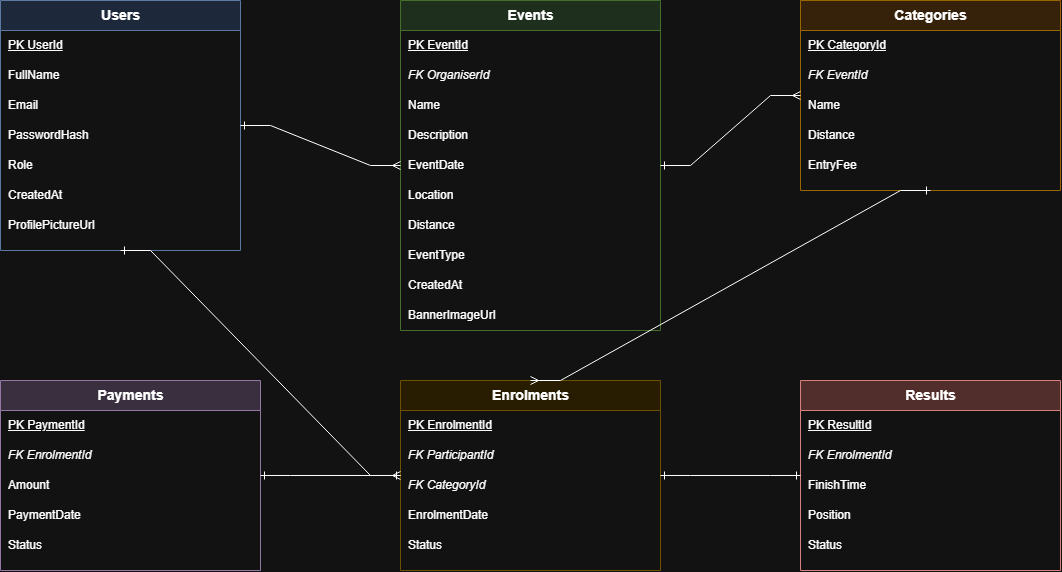 Users
PK UserId
FullName
Email
PasswordHash
Role
CreatedAt
ProfilePictureUrl
Events
PK EventId
FK OrganiserId
Name
Description
EventDate
Location
Distance
EventType
CreatedAt
BannerImageUrl
Categories
PK CategoryId
FK EventId
Name
Distance
EntryFee
Payments
PK PaymentId
FK EnrolmentId
Amount
PaymentDate
Status
Enrolments
PK EnrolmentId
FK ParticipantId
FK CategoryId
EnrolmentDate
Status
Results
PK ResultId
FK EnrolmentId
FinishTime
Position
Status